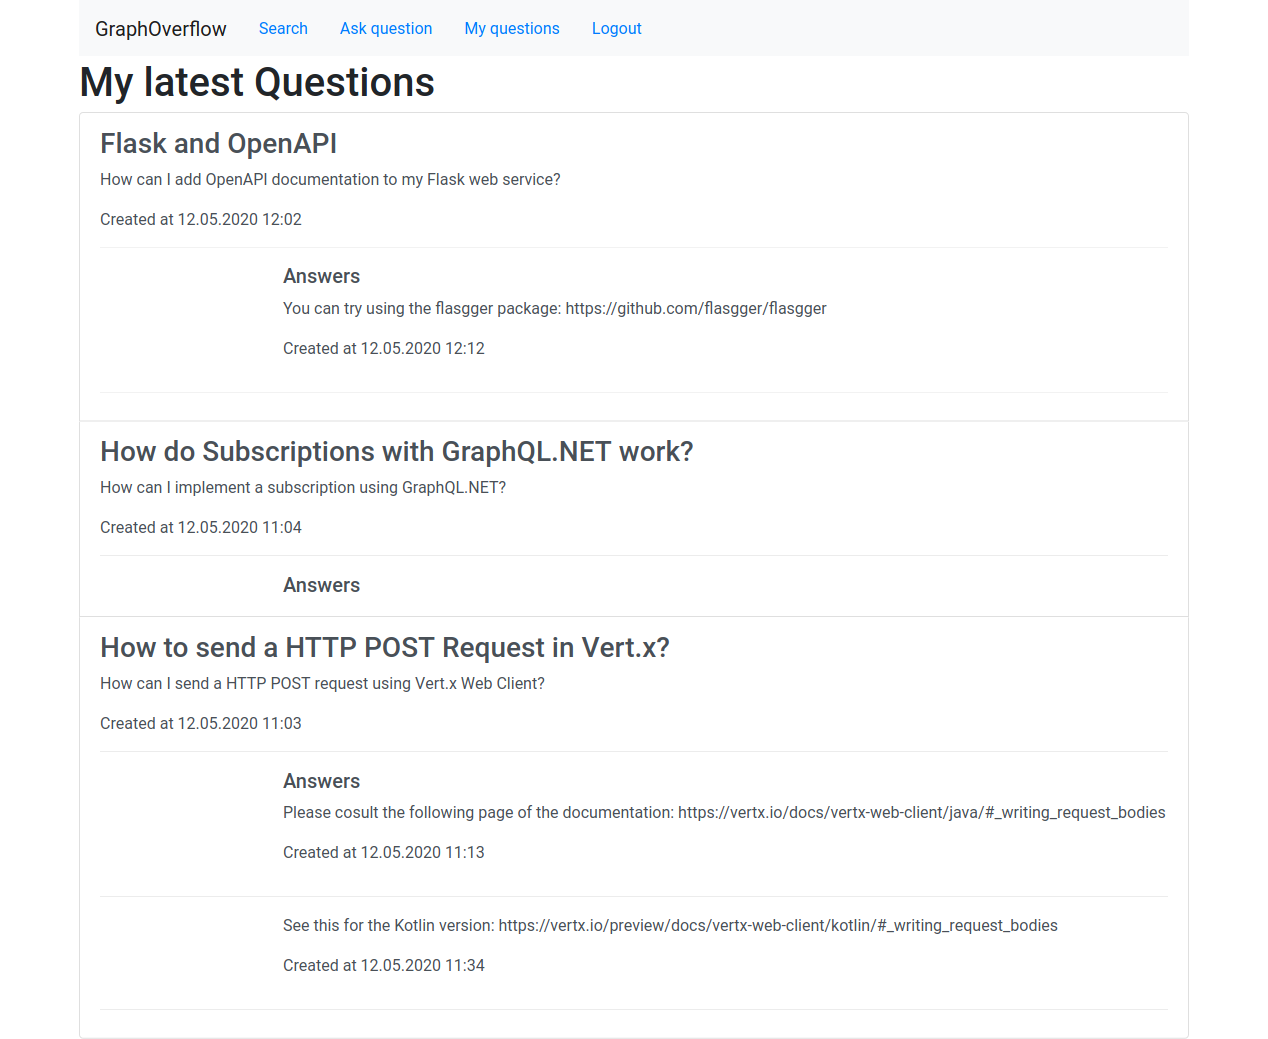 GraphOverflow Search Ask question My questions Logout
My latest Questions
Flask and OpenAPI
How can I add OpenAPI documentation to my Flask web service?
Created at 12.05.2020 12:02
Answers
You can try using the flasgger package: https://github.com/flasgger/flasgger
Created at 12.05.2020 12:12
How do Subscriptions with GraphQL.NET work?
How can I implement a subscription using GraphQL.NET?
Created at 12.05.2020 11:04
Answers
How to send a HTTP POST Request in Vert.x?
How can I send a HTTP POST request using Vert.x Web Client?
Created at 12.05.2020 11:03
Answers
Please cosult the following page of the documentation: https://vertx.io/docs/vertx-web-client/java/#_writing_request_bodies
Created at 12.05.2020 11:13
See this for the Kotlin version: https://vertx.io/preview/docs/vertx-web-client/kotlin/#_writing_request_bodies
Created at 12.05.2020 11:34